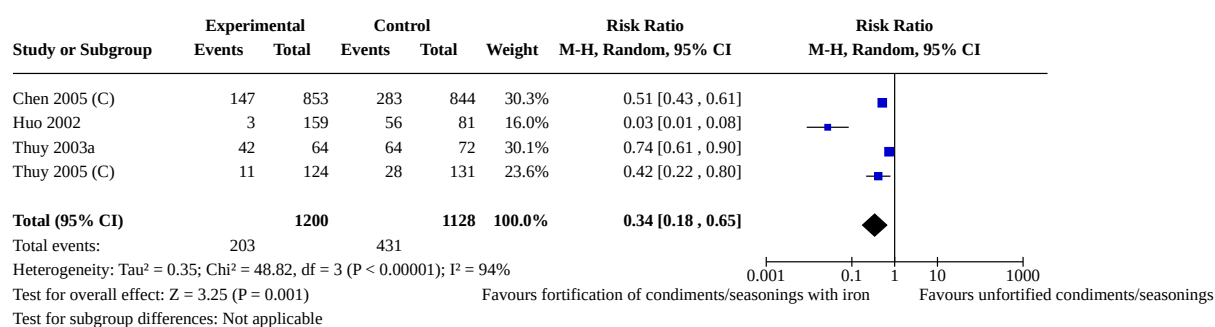 Experimental Control Risk Ratio Risk Ratio
Study or Subgroup Events Total Events Total Weight M-H, Random, 95% CI M-H, Random, 95% CI
Chen 2005 (C) 147 853 283 844 30.3% 0.51 [0.43 , 0.61]
Huo 2002 3 159 56 81 16.0% 0.03 [0.01 , 0.08]
Thuy 2003a 42 64 64 72 30.1% 0.74 [0.61 , 0.90]
Thuy 2005 (C) 11 124 28 131 23.6% 0.42 [0.22 , 0.80]
Total (95% CI) 1200 1128 100.0% 0.34 [0.18 , 0.65]
Total events: 203 431
Heterogeneity: Tau² = 0.35; Chi² = 48.82, df = 3 (P < 0.00001); I² = 94%
0.001 0.1 1 10 1000
Test for overall effect: Z = 3.25 (P = 0.001) Favours fortification of condiments/seasonings with iron Favours unfortified condiments/seasonings
Test for subgroup differences: Not applicable